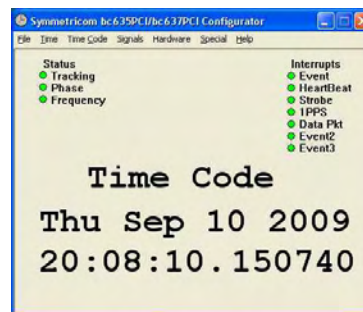 Symmetricom bc635PCI/bc637PCI Configurator
File Time Time Code Signals Hardware Special Help
Status
Tracking
Phase
Frequency
Interrupts
Event
HeartBeat
Strobe
1PPS
Data Pkt
Event2
Event3
Time Code
Thu Sep 10 2009
20:08:10.150740